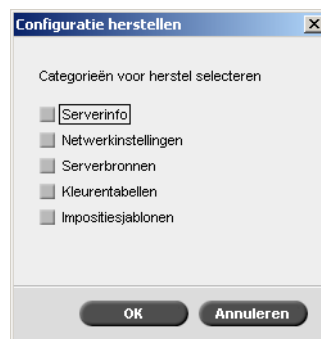 Configuratie herstellen
Categorieën voor herstel selecteren
Serverinfo
Netwerkinstellingen
Serverbronnen
Kleurentabellen
Impositiesjablonen
OK Annuleren